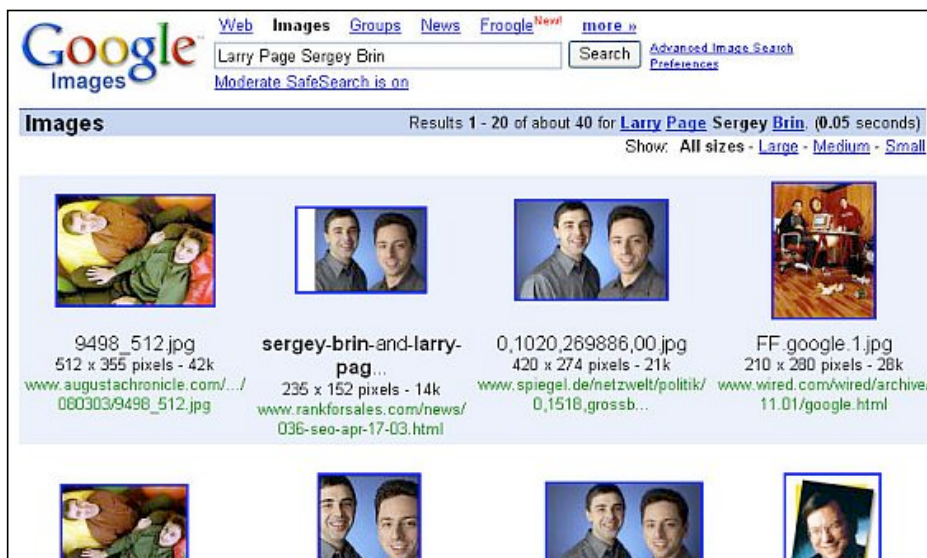 Google™
Images
Web Images Groups News Froogle New! more »
Larry Page Sergey Brin
Search
Advanced Image Search
Preferences
Moderate SafeSearch is on
Images
Results 1 - 20 of about 40 for Larry Page Sergey Brin. (0.05 seconds)
Show: All sizes - Large - Medium - Small
9498_512.jpg
512 x 355 pixels - 42k
www.augustachronicle.com/.../
080303/9498_512.jpg
sergey-brin-and-larry-
pag...
235 x 152 pixels - 14k
www.rankforsales.com/news/
036-seo-apr-17-03.html
0,1020,269886,00.jpg
420 x 274 pixels - 21k
www.spiegel.de/netzwelt/politik/
0,1518,grossb...
FF.google.1.jpg
210 x 280 pixels - 28k
www.wired.com/wired/archive/
11.01/google.html